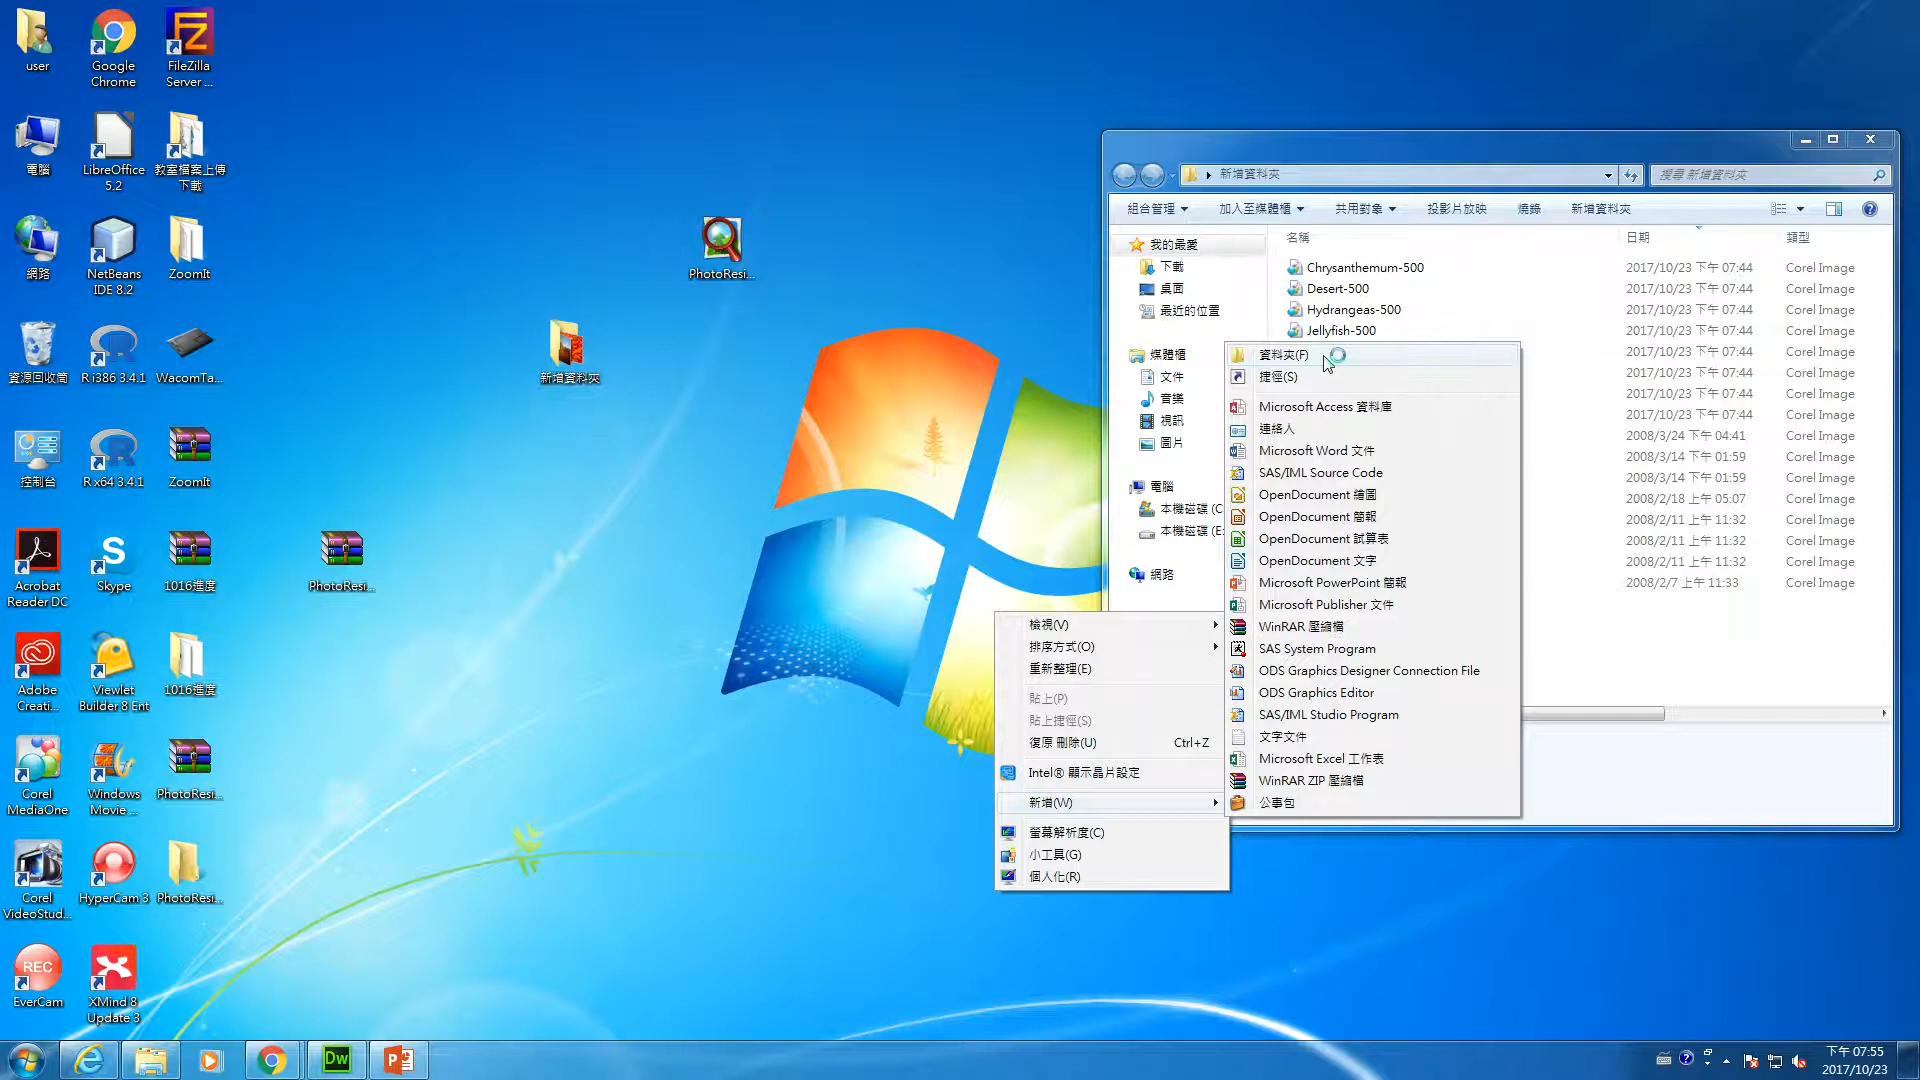 user
Google
Chrome
FileZilla
Server ...
電腦
LibreOffice
5.2
教室檔案上傳
下載
網路
NetBeans
IDE 8.2
ZoomIt
資源回收筒
R i386 3.4.1
WacomTa...
控制台
R x64 3.4.1
ZoomIt
Acrobat
Reader DC
Skype
1016進度
PhotoResi...
Adobe
Creati...
Viewlet
Builder 8 Ent
1016進度
Corel
MediaOne
Windows
Movie ...
PhotoResi...
Corel
VideoStud...
HyperCam 3
PhotoResi...
REC
EverCam
XMind 8
Update 3
PhotoResi...
新增資料夾
新增資料夾
搜尋 新增資料夾
組合管理
加入至媒體櫃
共用對象
投影片放映
燒錄
新增資料夾
我的最愛
下載
桌面
最近的位置
媒體櫃
文件
音樂
視訊
圖片
電腦
本機磁碟 (C
本機磁碟 (E:
網路
名稱
日期
類型
Chrysanthemum-500 2017/10/23 下午 07:44 Corel Image
Desert-500 2017/10/23 下午 07:44 Corel Image
Hydrangeas-500 2017/10/23 下午 07:44 Corel Image
Jellyfish-500 2017/10/23 下午 07:44 Corel Image
2017/10/23 下午 07:44 Corel Image
2017/10/23 下午 07:44 Corel Image
2017/10/23 下午 07:44 Corel Image
2017/10/23 下午 07:44 Corel Image
2008/3/24 下午 04:41 Corel Image
2008/3/14 下午 01:59 Corel Image
2008/3/14 下午 01:59 Corel Image
2008/2/18 上午 05:07 Corel Image
2008/2/11 上午 11:32 Corel Image
2008/2/11 上午 11:32 Corel Image
2008/2/11 上午 11:32 Corel Image
2008/2/7 上午 11:33 Corel Image
檢視(V)
排序方式(O)
重新整理(E)
貼上(P)
貼上捷徑(S)
復原 刪除(U) Ctrl+Z
Intel® 顯示晶片設定
新增(W)
螢幕解析度(C)
小工具(G)
個人化(R)
資料夾(F)
捷徑(S)
Microsoft Access 資料庫
連絡人
Microsoft Word 文件
SAS/IML Source Code
OpenDocument 繪圖
OpenDocument 簡報
OpenDocument 試算表
OpenDocument 文字
Microsoft PowerPoint 簡報
Microsoft Publisher 文件
WinRAR 壓縮檔
SAS System Program
ODS Graphics Designer Connection File
ODS Graphics Editor
SAS/IML Studio Program
文字文件
Microsoft Excel 工作表
WinRAR ZIP 壓縮檔
公事包
Dw
下午 07:55
2017/10/23